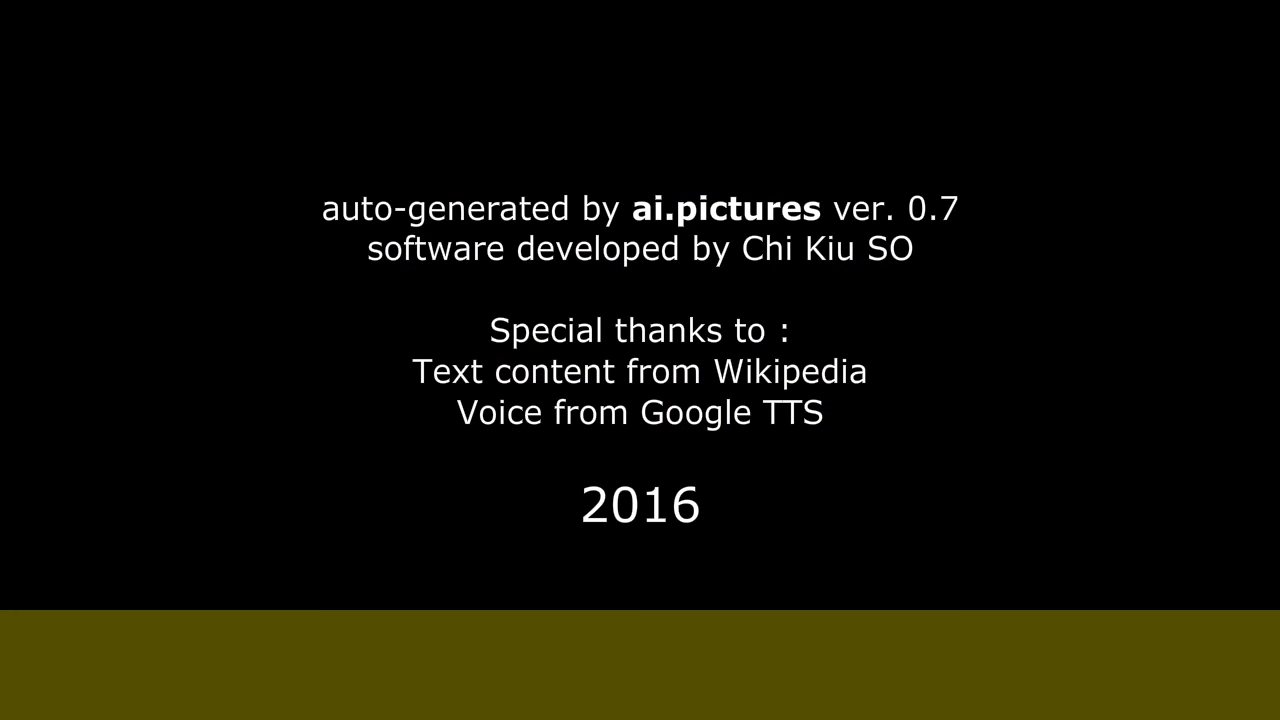 auto-generated by ai.pictures ver. 0.7
software developed by Chi Kiu SO
Special thanks to :
Text content from Wikipedia
Voice from Google TTS
2016